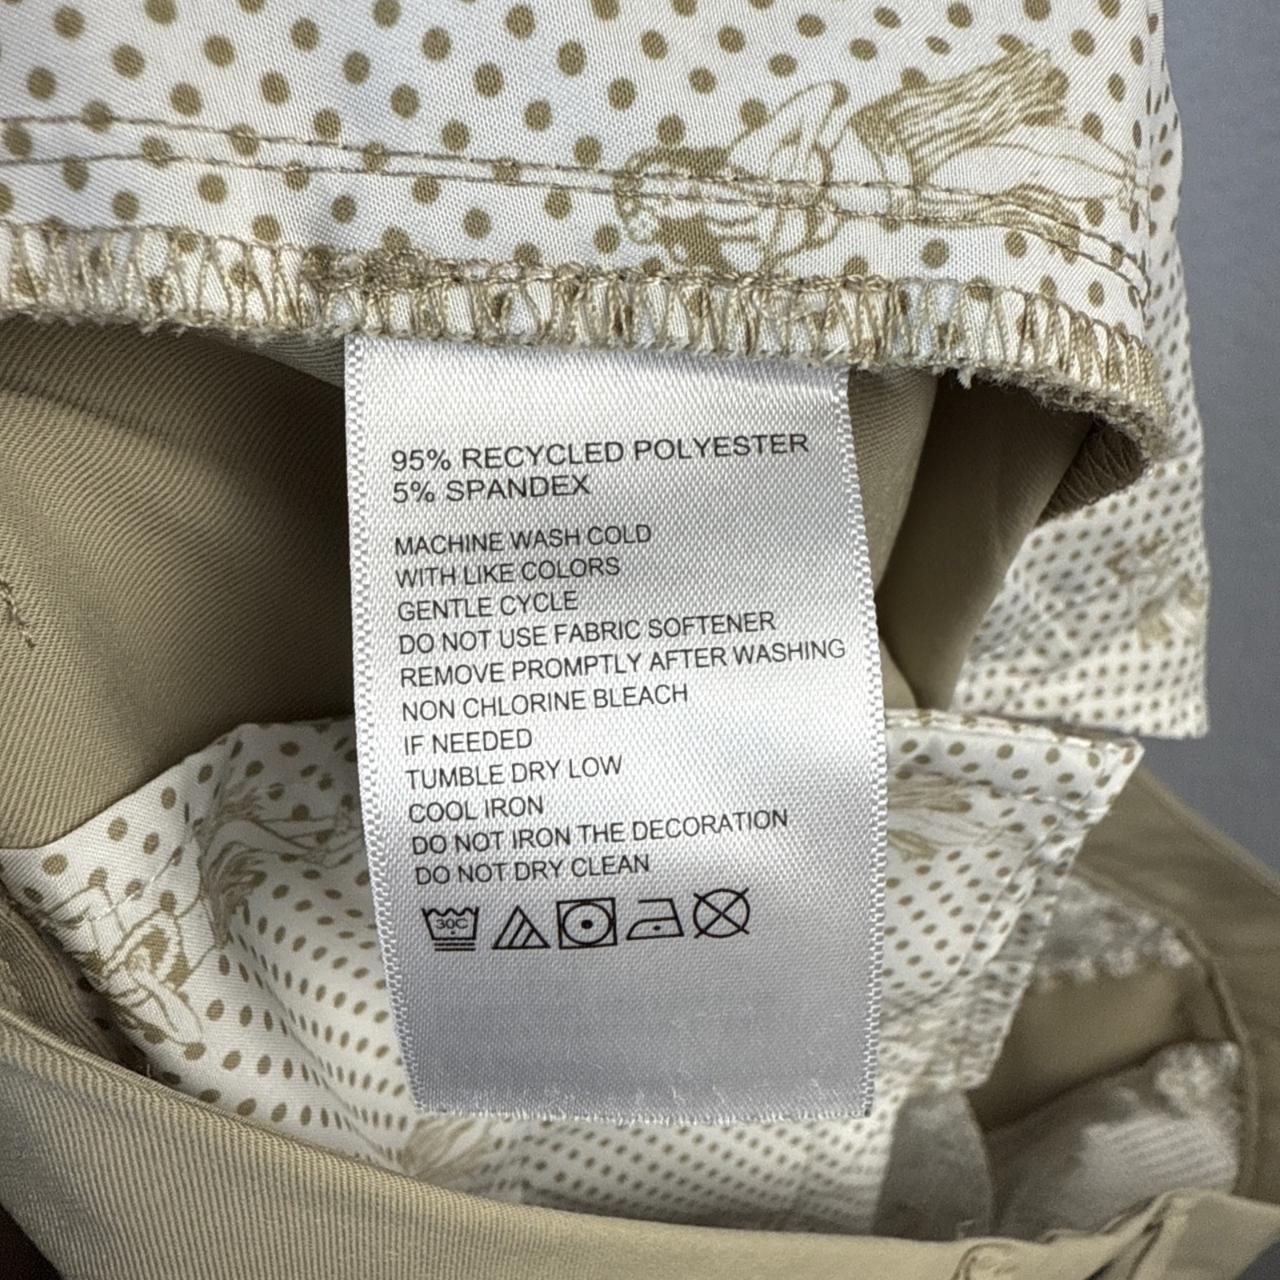 95% RECYCLED POLYESTER
5% SPANDEX
MACHINE WASH COLD
WITH LIKE COLORS
GENTLE CYCLE
DO NOT USE FABRIC SOFTENER
REMOVE PROMPTLY AFTER WASHING
NON CHLORINE BLEACH
IF NEEDED
TUMBLE DRY LOW
COOL IRON
DO NOT IRON THE DECORATION
DO NOT DRY CLEAN
30C